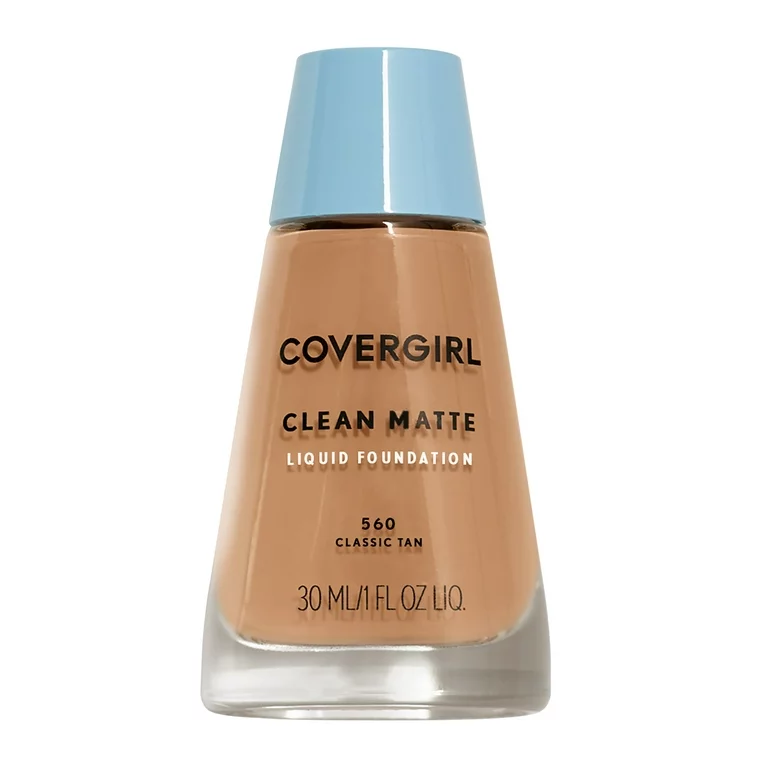 COVERGIRL
CLEAN MATTE
LIQUID FOUNDATION
560
CLASSIC TAN
30 ML/1 FL OZ LIQ.